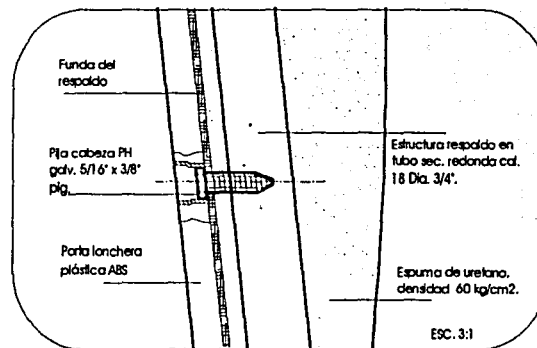 Funda del
respaldo
Pija cabeza PH
galv. 5/16" x 3/8"
plg.
Porta lonchera
plástica ABS
Estructura respaldo en
tubo sec. redonda cal.
18 Dia. 3/4".
Espuma de uretano.
densidad 60 kg/cm2.
ESC. 3:1